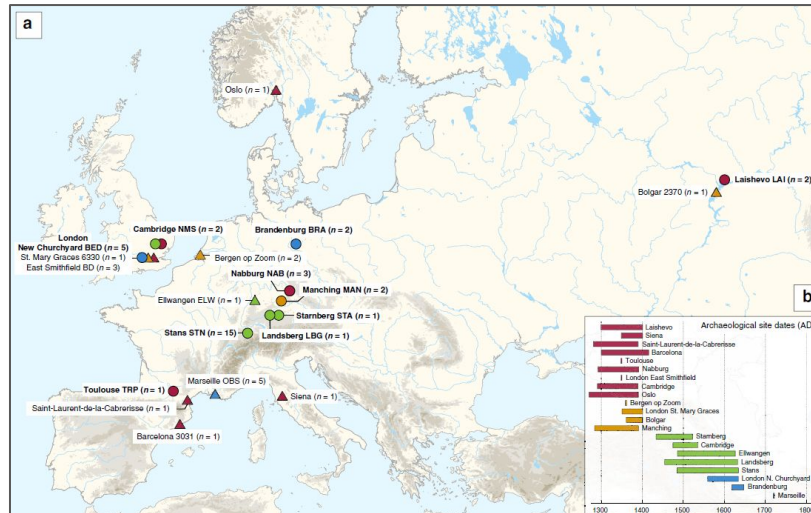 a
Oslo (n = 1)
Laishevo LAI (n = 2)
Bolgar 2370 (n = 1)
Cambridge NMS (n = 2)
London
New Churchyard BED (n = 5)
St. Mary Graces 6330 (n = 1)
East Smithfield BD (n = 3)
Brandenburg BRA (n = 2)
Bergen op Zoom (n = 2)
Nabburg NAB (n = 3)
Manching MAN (n = 2)
Ellwangen ELW (n = 1)
Starnberg STA (n = 1)
Stans STN (n = 15)
Landsberg LBG (n = 1)
Toulouse TRP (n = 1)
Marseille OBS (n = 5)
Saint-Laurent-de-la-Cabrerisse (n = 1)
Siena (n = 1)
Barcelona 3031 (n = 1)
b
Archaeological site dates (AD
Laishevo
Siena
Saint-Laurent-de-la-Cabrerisse
Barcelona
Toulouse
Nabburg
London East Smithfield
Cambridge
Oslo
Bergen op Zoom
London St. Mary Graces
Bolgar
Manching
Starnberg
Cambridge
Ellwangen
Landsberg
Stans
London N. Churchyard
Brandenburg
Marseille
1300 1400 1500 1600 1700